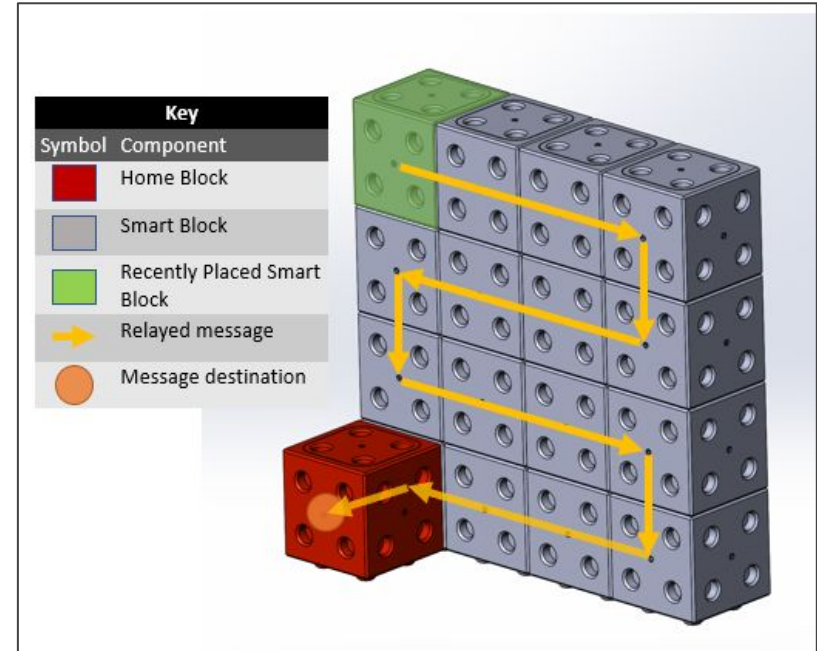 Key
Symbol Component
Home Block
Smart Block
Recently Placed Smart
Block
Relayed message
Message destination